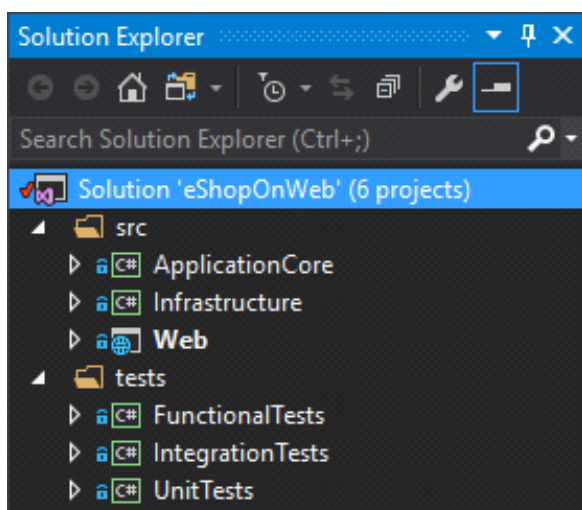 Solution Explorer
Search Solution Explorer (Ctrl+;)
Solution 'eShopOnWeb' (6 projects)
src
C# ApplicationCore
C# Infrastructure
Web
tests
C# FunctionalTests
C# IntegrationTests
C# UnitTests